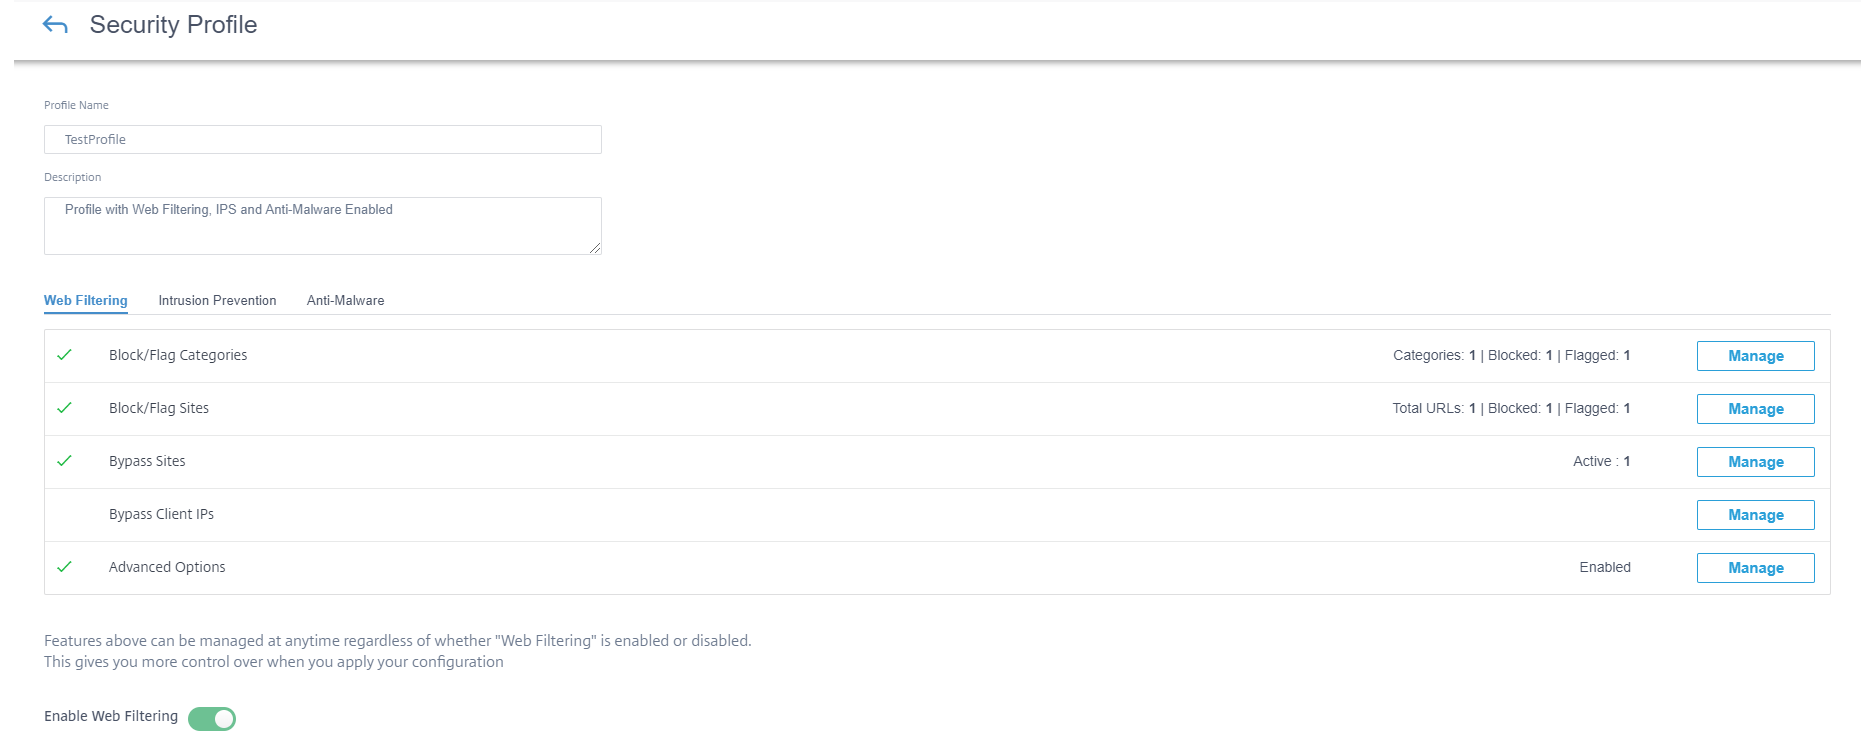 Security Profile
Profile Name
TestProfile
Description
Profile with Web Filtering, IPS and Anti-Malware Enabled
Web Filtering Intrusion Prevention Anti-Malware
Block/Flag Categories Categories: 1 | Blocked: 1 | Flagged: 1 Manage
Block/Flag Sites Total URLs: 1 | Blocked: 1 | Flagged: 1 Manage
Bypass Sites Active : 1 Manage
Bypass Client IPs Manage
Advanced Options Enabled Manage
Features above can be managed at anytime regardless of whether "Web Filtering" is enabled or disabled.
This gives you more control over when you apply your configuration
Enable Web Filtering